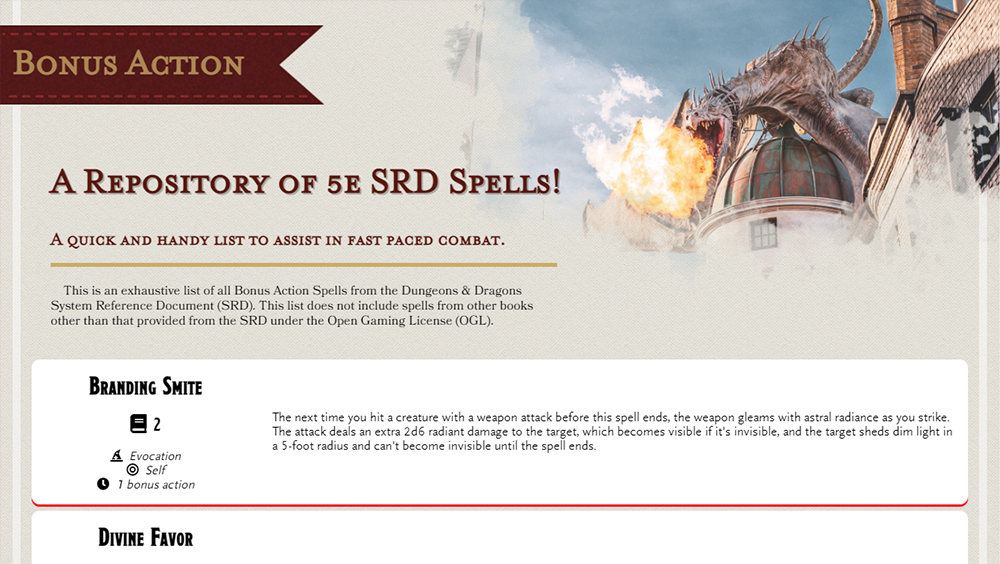 Bonus Action
A Repository of 5e SRD Spells!
A quick and handy list to assist in fast paced combat.
This is an exhaustive list of all Bonus Action Spells from the Dungeons & Dragons
System Reference Document (SRD). This list does not include spells from other books
other than that provided from the SRD under the Open Gaming License (OGL).
Branding Smite
2
Evocation
Self
1 bonus action
The next time you hit a creature with a weapon attack before this spell ends, the weapon gleams with astral radiance as you strike.
The attack deals an extra 2d6 radiant damage to the target, which becomes visible if it's invisible, and the target sheds dim light in
a 5-foot radius and can't become invisible until the spell ends.
Divine Favor